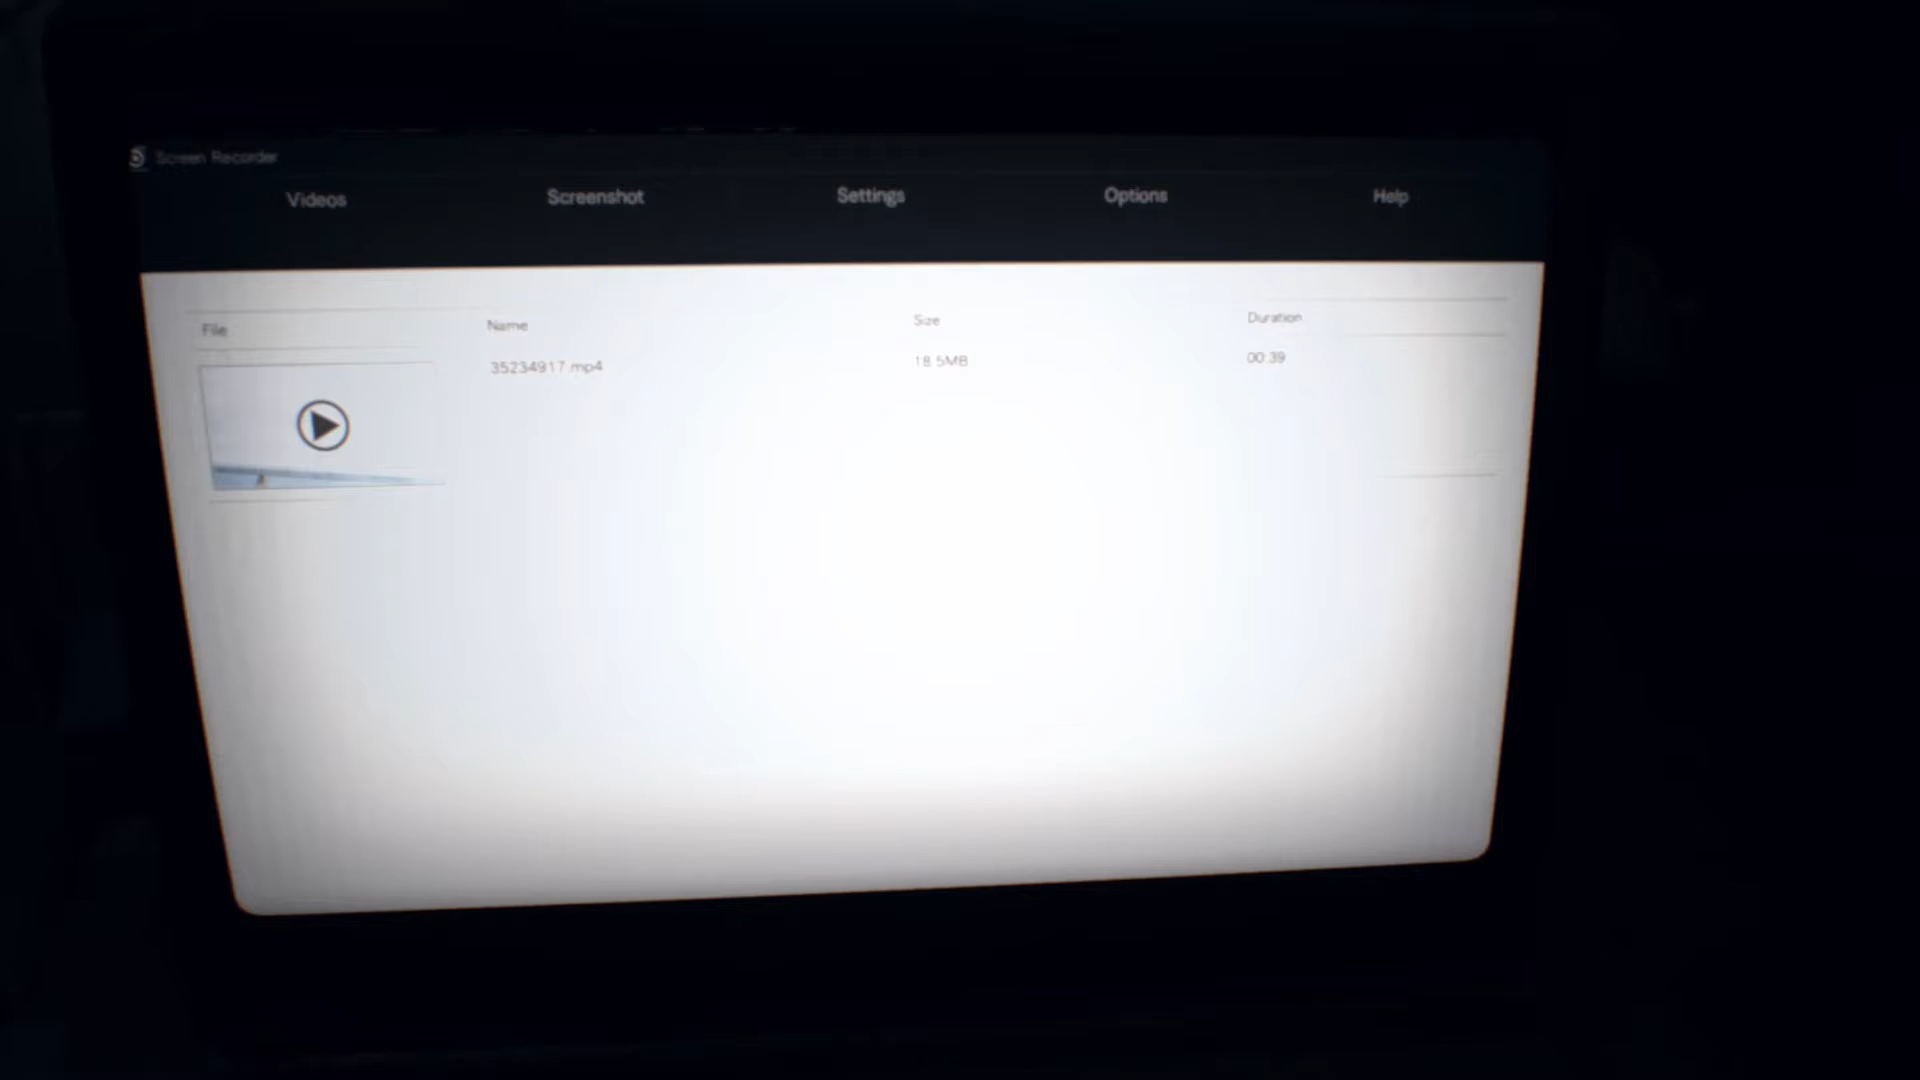 Screen Recorder
Videos Screenshot Settings Options Help
File Name Size Duration
35234917.mp4 18.5MB 00:39